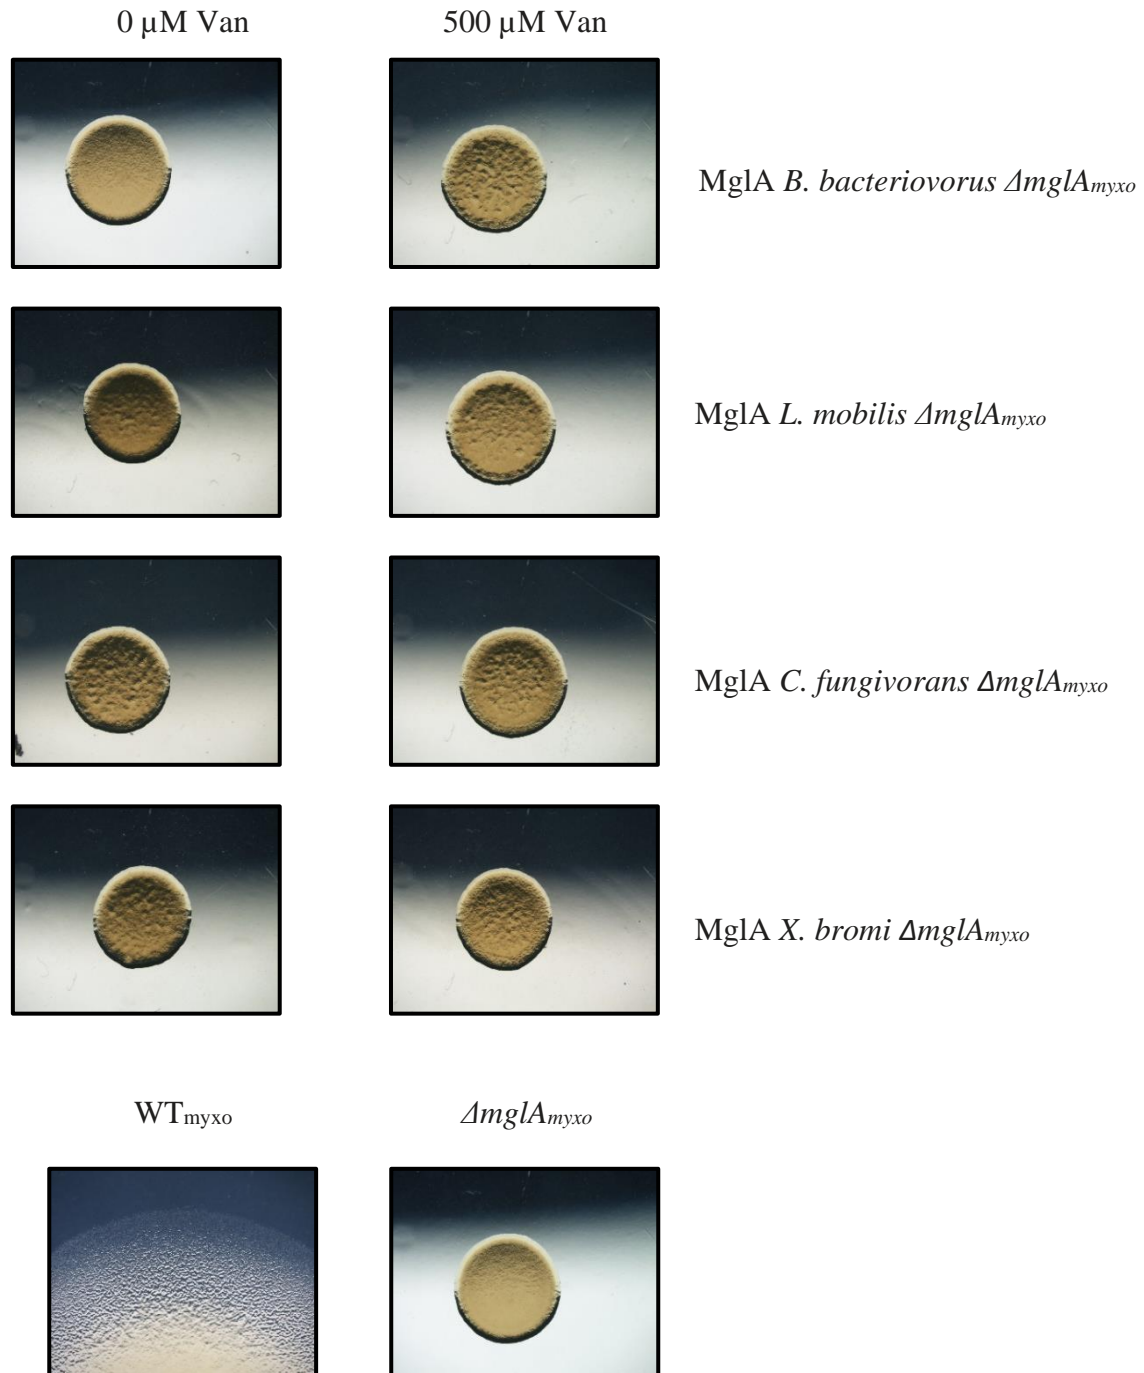 0 µM Van 500 µM Van
MglA B. bacteriovorus ΔmglAmyxo
MglA L. mobilis ΔmglAmyxo
MglA C. fungivorans ΔmglAmyxo
MglA X. bromi ΔmglAmyxo
WTmyxo ΔmglAmyxo